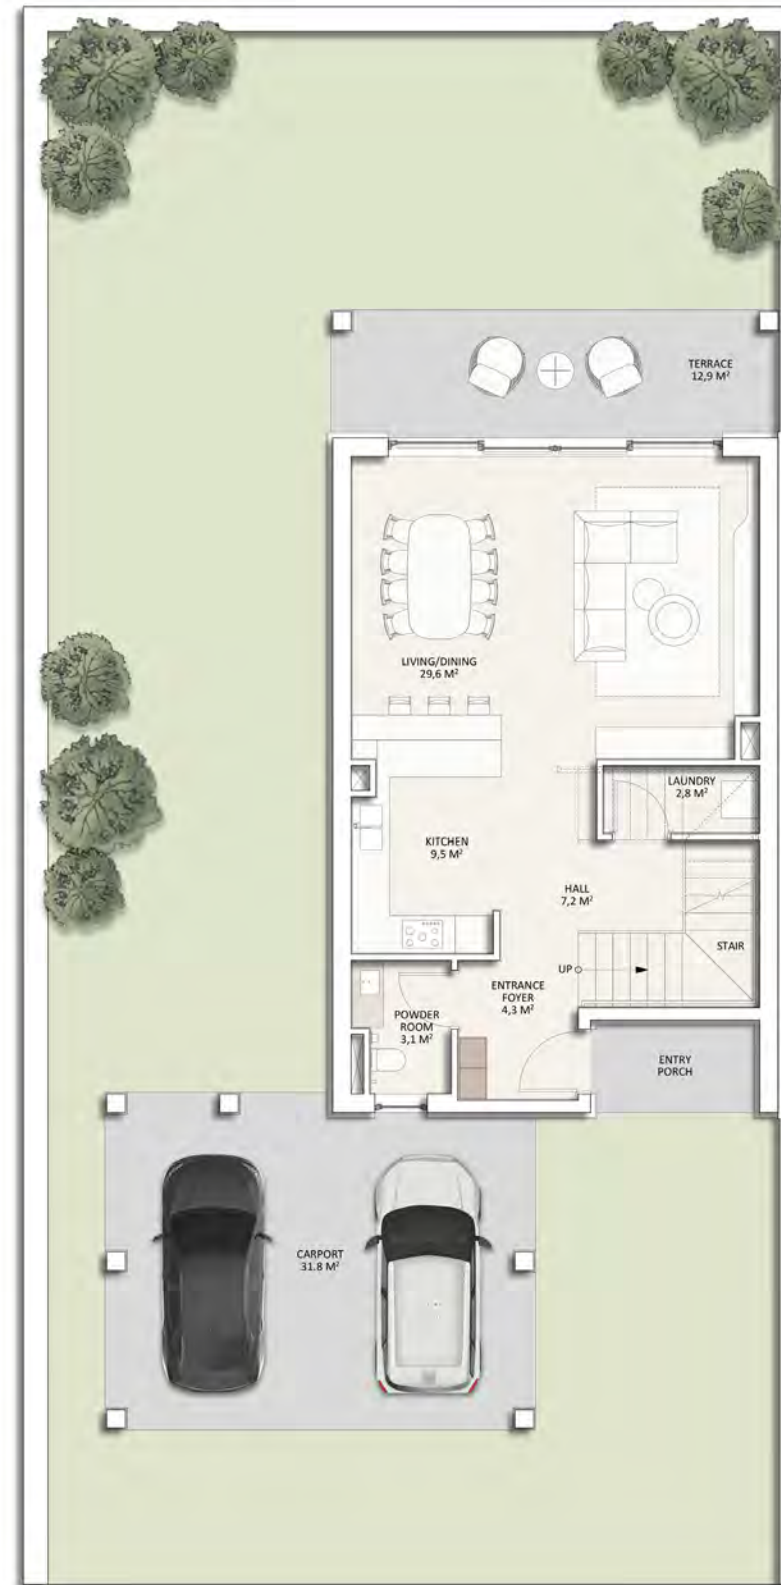 TERRACE
12,9 M²
LIVING/DINING
29,6 M²
LAUNDRY
2,8 M²
KITCHEN
9,5 M²
HALL
7,2 M²
STAIR
UP
ENTRANCE
FOYER
4,3 M²
POWDER
ROOM
3,1 M²
ENTRY
PORCH
CARPORT
31.8 M²